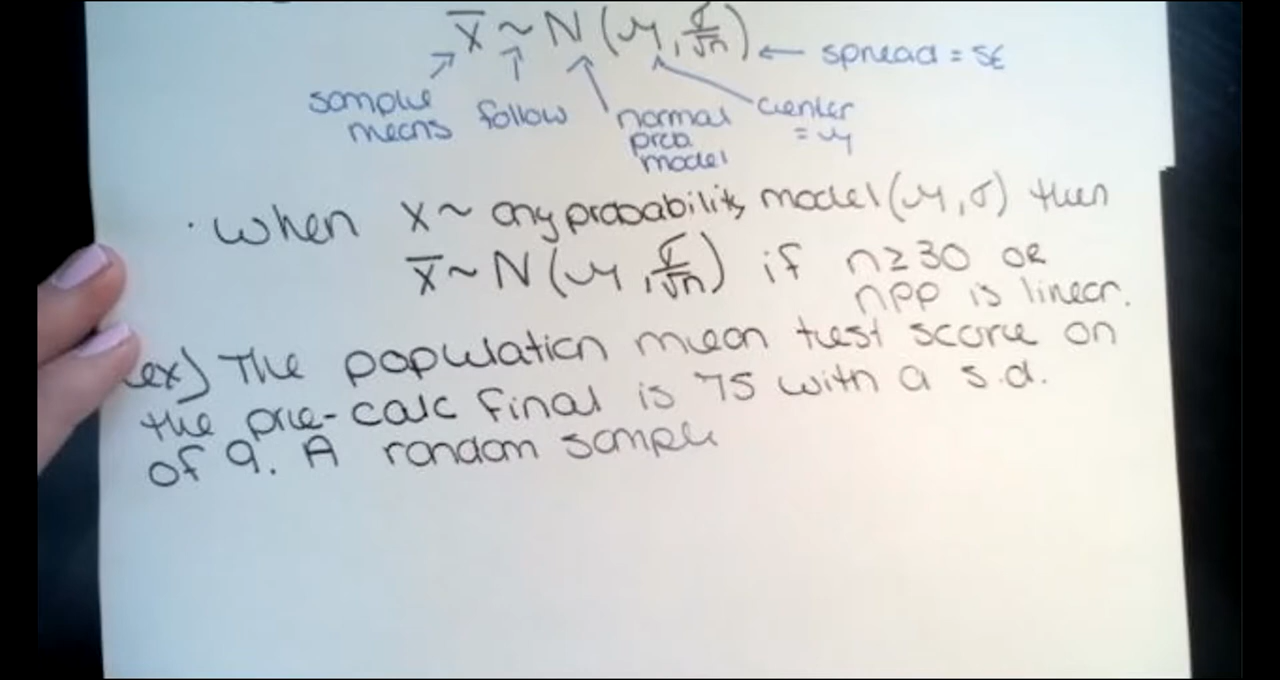 X̄ ~ N (μ, σ/√n) ← spread = SE
sample means
follow
normal prob. model
center = μ
· When X ~ any probability model (μ, σ) then
X̄ ~ N (μ, σ/√n) if n ≥ 30 OR
npp is linear.
ex) The population mean test score on
the pre-calc final is 75 with a s.d.
of 9. A random sample